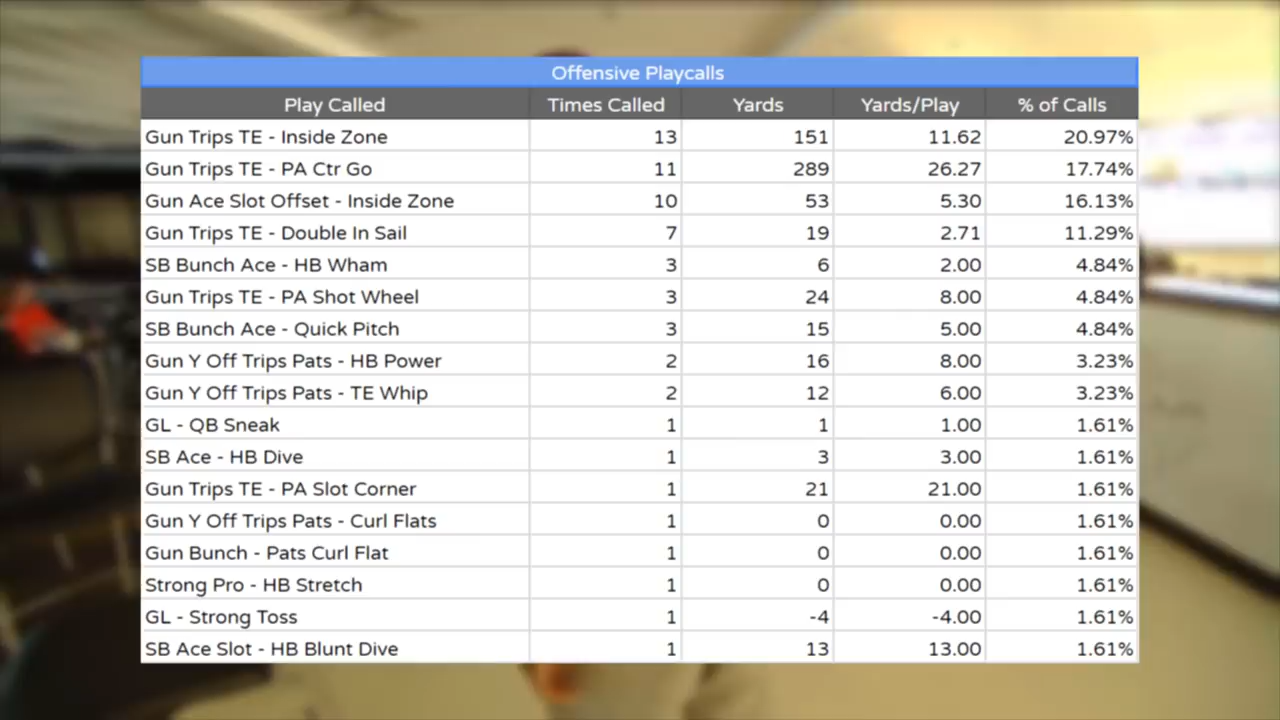 Offensive Playcalls
Play Called Times Called Yards Yards/Play % of Calls
Gun Trips TE - Inside Zone 13 151 11.62 20.97%
Gun Trips TE - PA Ctr Go 11 289 26.27 17.74%
Gun Ace Slot Offset - Inside Zone 10 53 5.30 16.13%
Gun Trips TE - Double In Sail 7 19 2.71 11.29%
SB Bunch Ace - HB Wham 3 6 2.00 4.84%
Gun Trips TE - PA Shot Wheel 3 24 8.00 4.84%
SB Bunch Ace - Quick Pitch 3 15 5.00 4.84%
Gun Y Off Trips Pats - HB Power 2 16 8.00 3.23%
Gun Y Off Trips Pats - TE Whip 2 12 6.00 3.23%
GL - QB Sneak 1 1 1.00 1.61%
SB Ace - HB Dive 1 3 3.00 1.61%
Gun Trips TE - PA Slot Corner 1 21 21.00 1.61%
Gun Y Off Trips Pats - Curl Flats 1 0 0.00 1.61%
Gun Bunch - Pats Curl Flat 1 0 0.00 1.61%
Strong Pro - HB Stretch 1 0 0.00 1.61%
GL - Strong Toss 1 -4 -4.00 1.61%
SB Ace Slot - HB Blunt Dive 1 13 13.00 1.61%